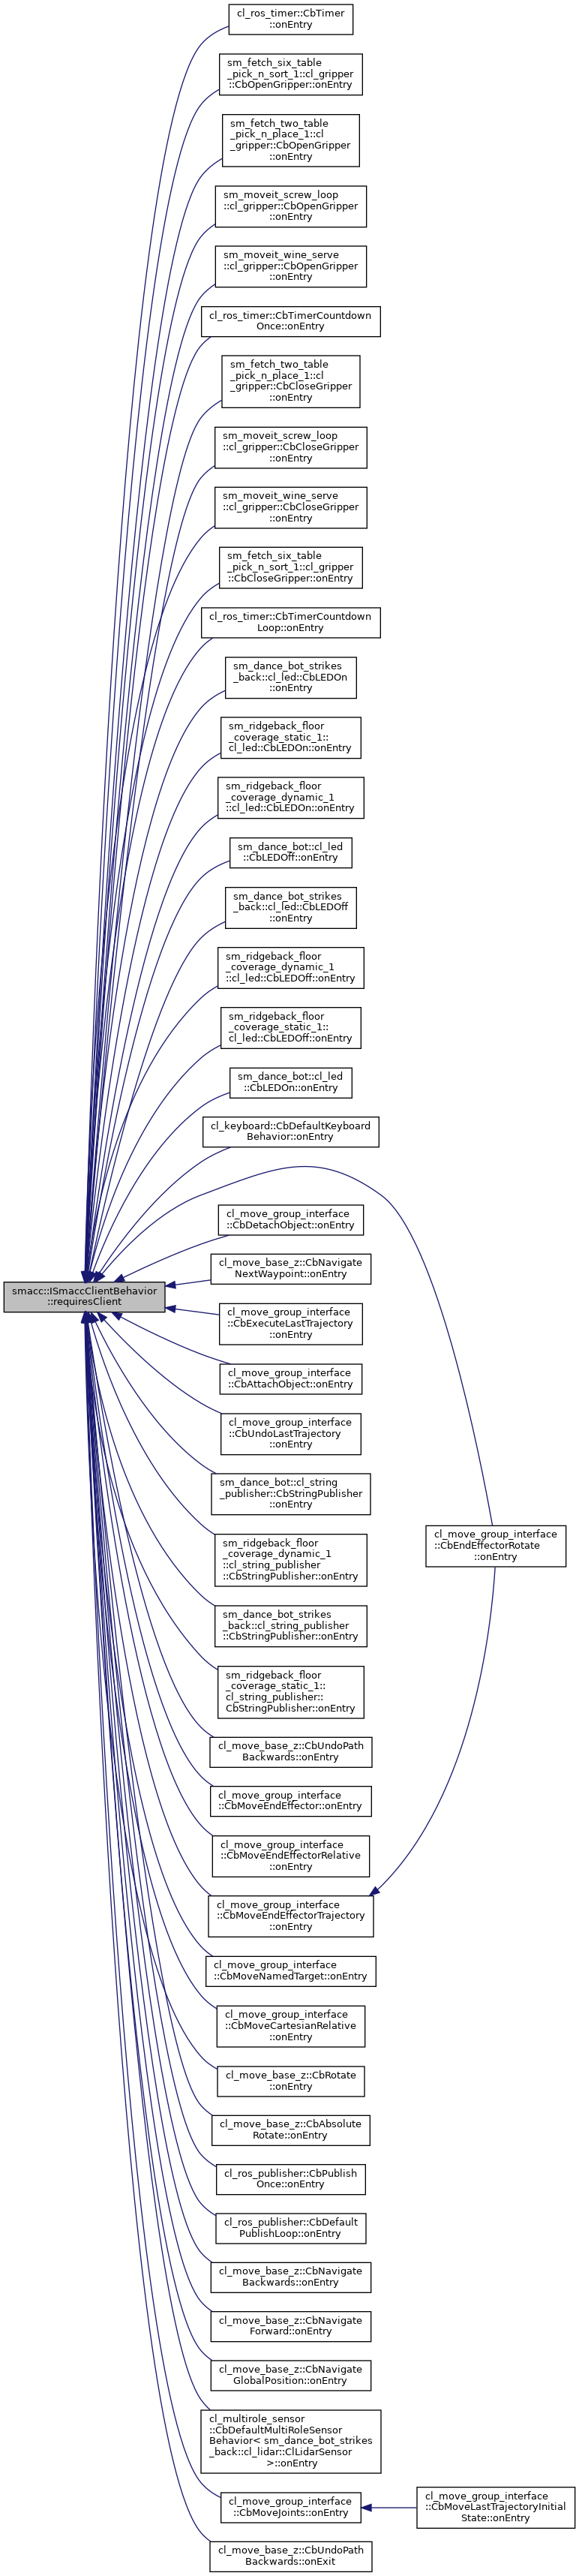 cl_ros_timer::CbTimer
::onEntry
sm_fetch_six_table
_pick_n_sort_1::cl_gripper
::CbOpenGripper::onEntry
sm_fetch_two_table
_pick_n_place_1::cl
_gripper::CbOpenGripper
::onEntry
sm_moveit_screw_loop
::cl_gripper::CbOpenGripper
::onEntry
sm_moveit_wine_serve
::cl_gripper::CbOpenGripper
::onEntry
cl_ros_timer::CbTimerCountdown
Once::onEntry
sm_fetch_two_table
_pick_n_place_1::cl
_gripper::CbCloseGripper
::onEntry
sm_moveit_screw_loop
::cl_gripper::CbCloseGripper
::onEntry
sm_moveit_wine_serve
::cl_gripper::CbCloseGripper
::onEntry
sm_fetch_six_table
_pick_n_sort_1::cl_gripper
::CbCloseGripper::onEntry
cl_ros_timer::CbTimerCountdown
Loop::onEntry
sm_dance_bot_strikes
_back::cl_led::CbLEDOn
::onEntry
sm_ridgeback_floor
_coverage_static_1::
cl_led::CbLEDOn::onEntry
sm_ridgeback_floor
_coverage_dynamic_1
::cl_led::CbLEDOn::onEntry
sm_dance_bot::cl_led
::CbLEDOff::onEntry
sm_dance_bot_strikes
_back::cl_led::CbLEDOff
::onEntry
sm_ridgeback_floor
_coverage_dynamic_1
::cl_led::CbLEDOff::onEntry
sm_ridgeback_floor
_coverage_static_1::
cl_led::CbLEDOff::onEntry
sm_dance_bot::cl_led
::CbLEDOn::onEntry
cl_keyboard::CbDefaultKeyboard
Behavior::onEntry
cl_move_group_interface
::CbDetachObject::onEntry
cl_move_base_z::CbNavigate
NextWaypoint::onEntry
smacc::ISmaccClientBehavior
::requiresClient
cl_move_group_interface
::CbExecuteLastTrajectory
::onEntry
cl_move_group_interface
::CbAttachObject::onEntry
cl_move_group_interface
::CbUndoLastTrajectory
::onEntry
sm_dance_bot::cl_string
_publisher::CbStringPublisher
::onEntry
cl_move_group_interface
::CbEndEffectorRotate
::onEntry
sm_ridgeback_floor
_coverage_dynamic_1
::cl_string_publisher
::CbStringPublisher::onEntry
sm_dance_bot_strikes
_back::cl_string_publisher
::CbStringPublisher::onEntry
sm_ridgeback_floor
_coverage_static_1::
cl_string_publisher::
CbStringPublisher::onEntry
cl_move_base_z::CbUndoPath
Backwards::onEntry
cl_move_group_interface
::CbMoveEndEffector::onEntry
cl_move_group_interface
::CbMoveEndEffectorRelative
::onEntry
cl_move_group_interface
::CbMoveEndEffectorTrajectory
::onEntry
cl_move_group_interface
::CbMoveNamedTarget::onEntry
cl_move_group_interface
::CbMoveCartesianRelative
::onEntry
cl_move_base_z::CbRotate
::onEntry
cl_move_base_z::CbAbsolute
Rotate::onEntry
cl_ros_publisher::CbPublish
Once::onEntry
cl_ros_publisher::CbDefault
PublishLoop::onEntry
cl_move_base_z::CbNavigate
Backwards::onEntry
cl_move_base_z::CbNavigate
Forward::onEntry
cl_move_base_z::CbNavigate
GlobalPosition::onEntry
cl_multirole_sensor
::CbDefaultMultiRoleSensor
Behavior< sm_dance_bot_strikes
_back::cl_lidar::ClLidarSensor
>::onEntry
cl_move_group_interface
::CbMoveJoints::onEntry
cl_move_group_interface
::CbMoveLastTrajectoryInitial
State::onEntry
cl_move_base_z::CbUndoPath
Backwards::onExit